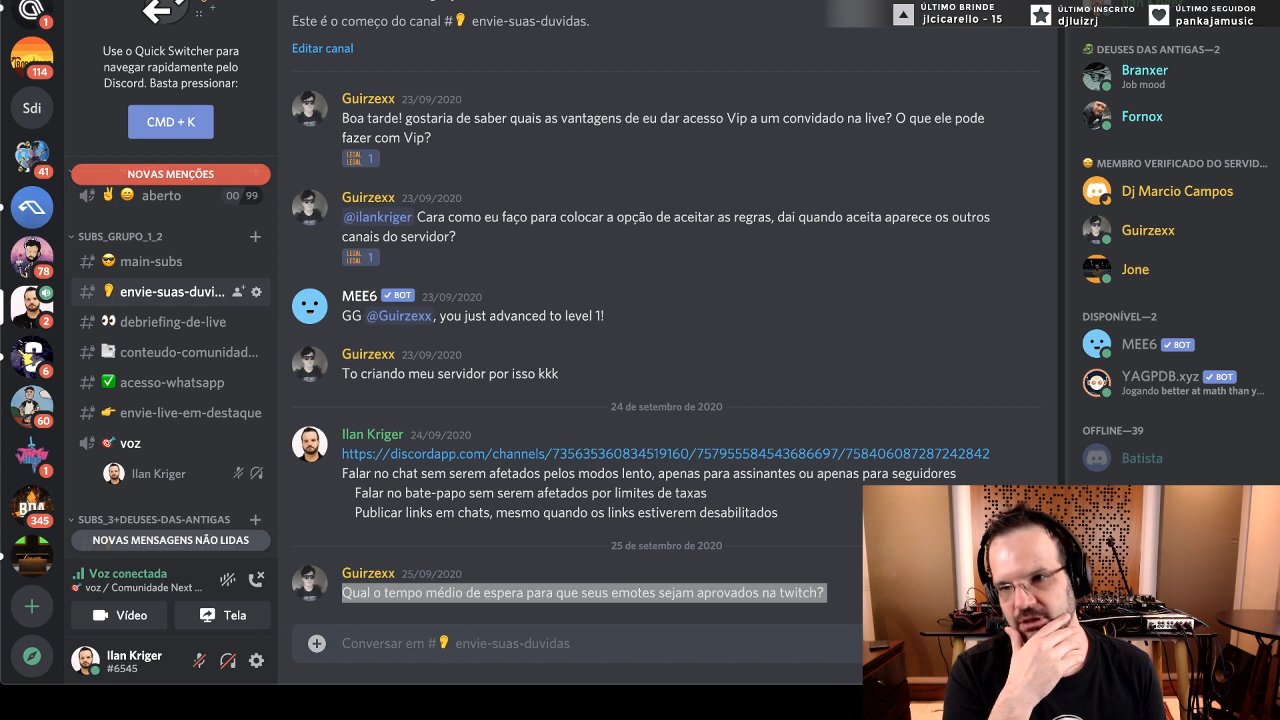 1
114
Sdi
41
78
2
6
60
1
345
Use o Quick Switcher para
navegar rapidamente pelo
Discord. Basta pressionar:
CMD + K
NOVAS MENÇÕES
aberto 00 99
SUBS_GRUPO_1_2
main-subs
envie-suas-duvi...
debriefing-de-live
conteudo-comunidad...
acesso-whatsapp
envie-live-em-destaque
voz
Ilan Kriger
SUBS_3+DEUSES-DAS-ANTIGAS
NOVAS MENSAGENS NÃO LIDAS
Voz conectada
voz / Comunidade Next ...
Vídeo Tela
Ilan Kriger
#6545
Este é o começo do canal # envie-suas-duvidas.
Editar canal
Guirzexx 23/09/2020
Boa tarde! gostaria de saber quais as vantagens de eu dar acesso Vip a um convidado na live? O que ele pode
fazer com Vip?
LEGAL LEGAL 1
Guirzexx 23/09/2020
@ilankriger Cara como eu faço para colocar a opção de aceitar as regras, dai quando aceita aparece os outros
canais do servidor?
LEGAL LEGAL 1
MEE6 BOT 23/09/2020
GG @Guirzexx, you just advanced to level 1!
Guirzexx 23/09/2020
To criando meu servidor por isso kkk
24 de setembro de 2020
Ilan Kriger 24/09/2020
https://discordapp.com/channels/735635360834519160/757955584543686697/758406087287242842
Falar no chat sem serem afetados pelos modos lento, apenas para assinantes ou apenas para seguidores
Falar no bate-papo sem serem afetados por limites de taxas
Publicar links em chats, mesmo quando os links estiverem desabilitados
25 de setembro de 2020
Guirzexx 25/09/2020
Qual o tempo médio de espera para que seus emotes sejam aprovados na twitch?
Conversar em # envie-suas-duvidas
ÚLTIMO BRINDE
jlcicarello - 15
ÚLTIMO INSCRITO
djluizrj
ÚLTIMO SEGUIDOR
pankajamusic
DEUSES DAS ANTIGAS—2
Branxer
Job mood
Fornox
MEMBRO VERIFICADO DO SERVID...
Dj Marcio Campos
Guirzexx
Jone
DISPONÍVEL—2
MEE6 BOT
YAGPDB.xyz BOT
Jogando better at math than y...
OFFLINE—39
Batista